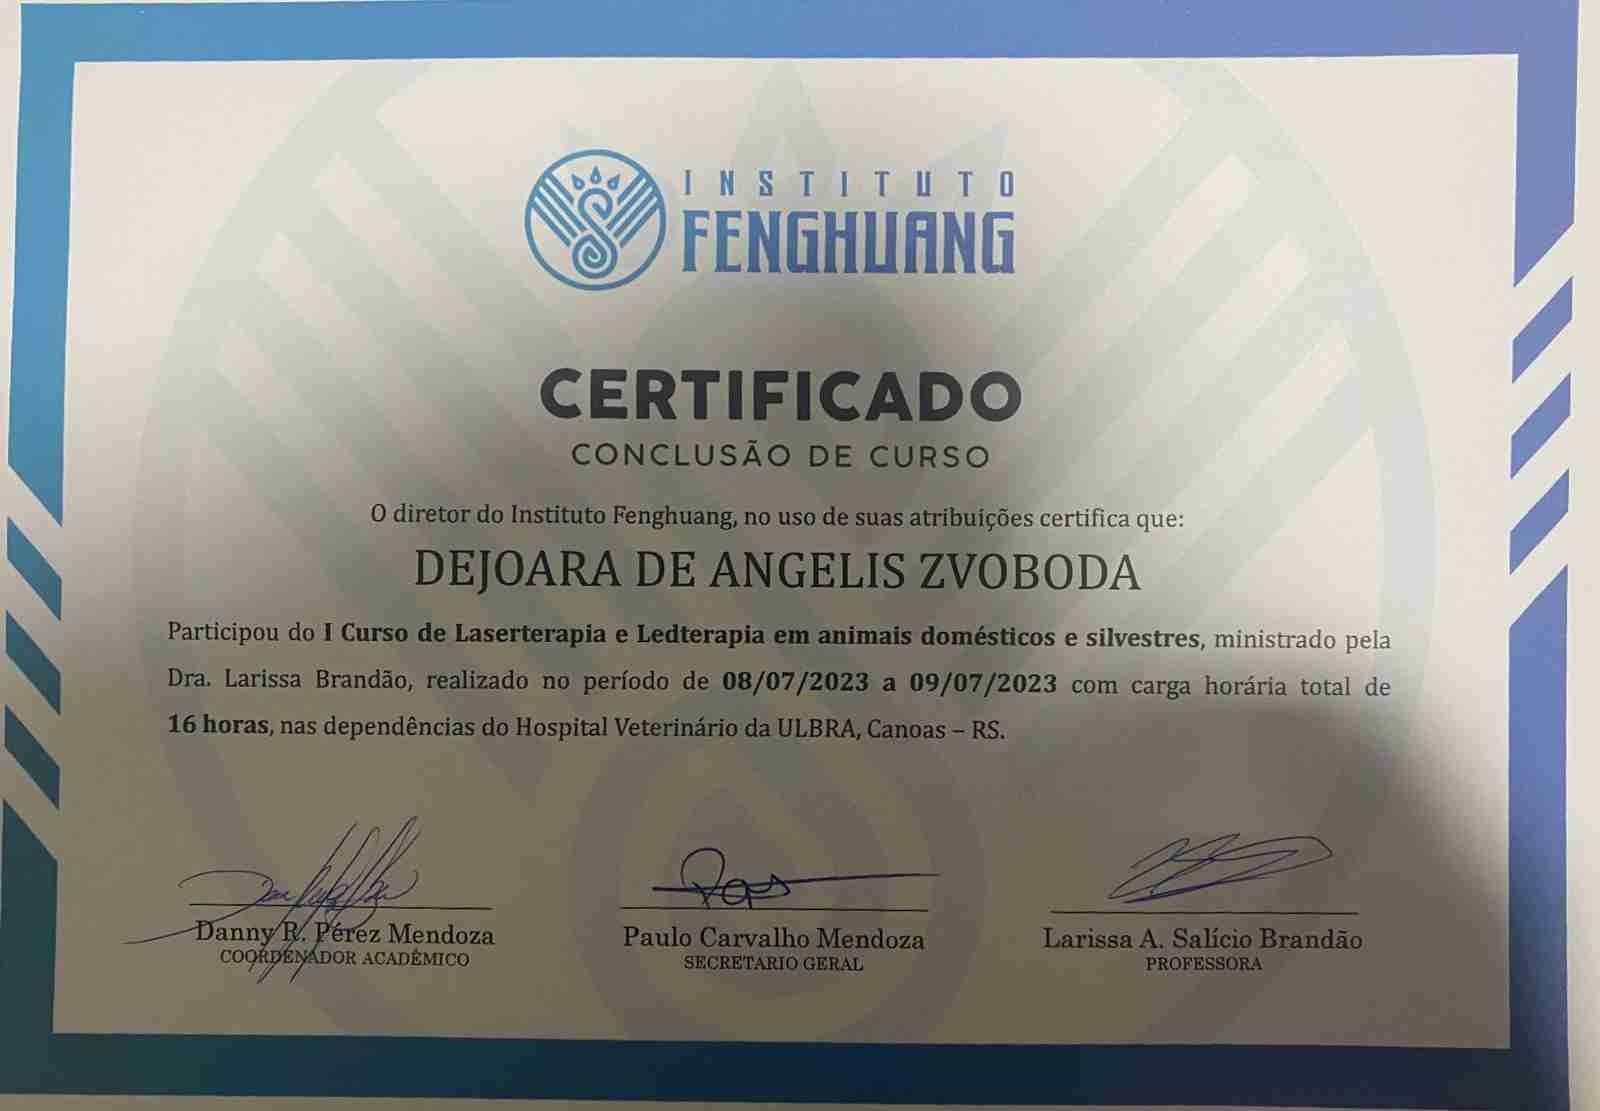 INSTITUTO
FENGHUANG
CERTIFICADO
CONCLUSÃO DE CURSO
O diretor do Instituto Fenghuang, no uso de suas atribuições certifica que:
DEJOARA DE ANGELIS ZVOBODA
Participou do I Curso de Laserterapia e Ledterapia em animais domésticos e silvestres, ministrado pela
Dra. Larissa Brandão, realizado no período de 08/07/2023 a 09/07/2023 com carga horária total de
16 horas, nas dependências do Hospital Veterinário da ULBRA, Canoas – RS.
Danny R. Pérez Mendoza
COORDENADOR ACADÊMICO
Paulo Carvalho Mendoza
SECRETARIO GERAL
Larissa A. Salício Brandão
PROFESSORA